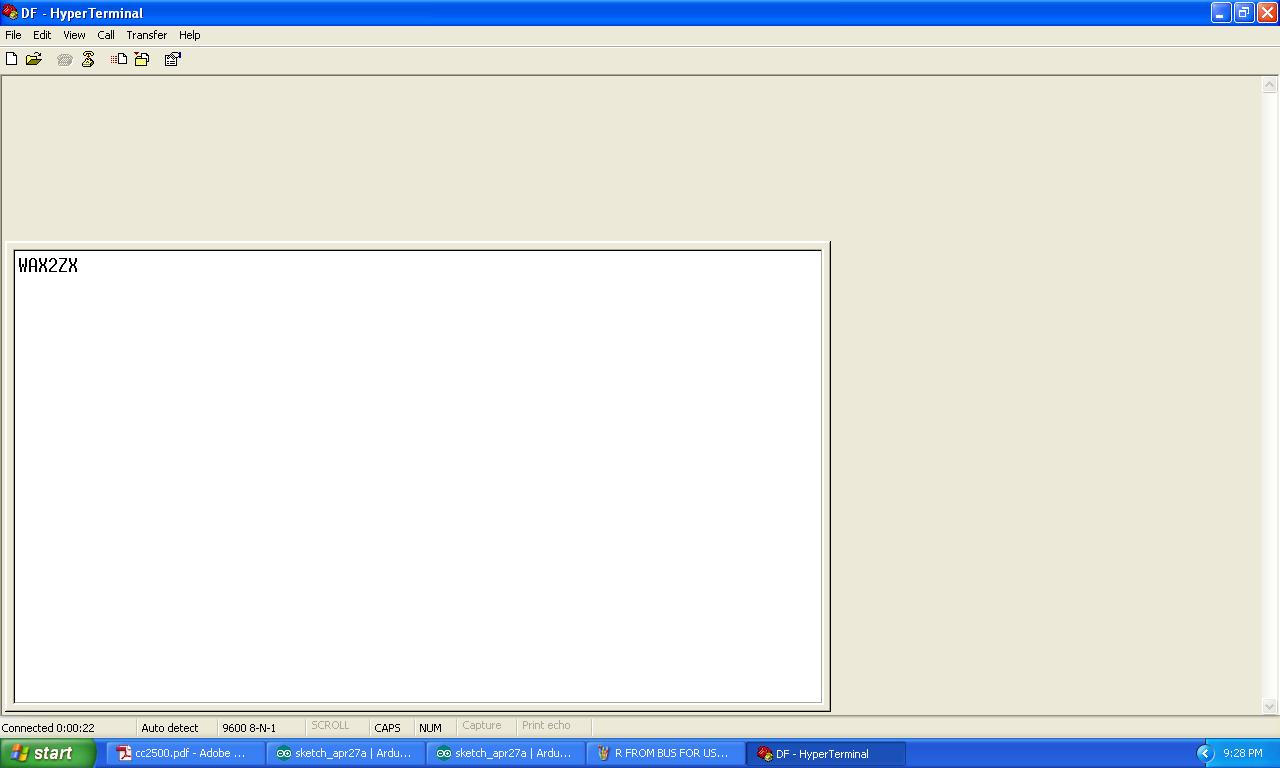 DF - HyperTerminal
File Edit View Call Transfer Help
WAX2ZX
Connected 0:00:22 Auto detect 9600 8-N-1 SCROLL CAPS NUM Capture Print echo
start cc2500.pdf - Adobe ... sketch_apr27a | Ardu... sketch_apr27a | Ardu... R FROM BUS FOR US... DF - HyperTerminal 9:28 PM